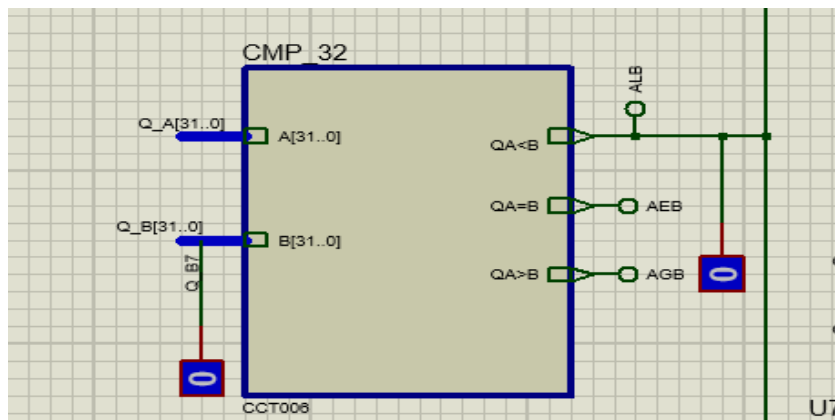 CMP_32
ALB
Q_A[31..0]
A[31..0]
QA<B
Q_B[31..0]
B[31..0]
QA=B
AEB
Q_B7
QA>B
AGB
0
0
CCT006
U7